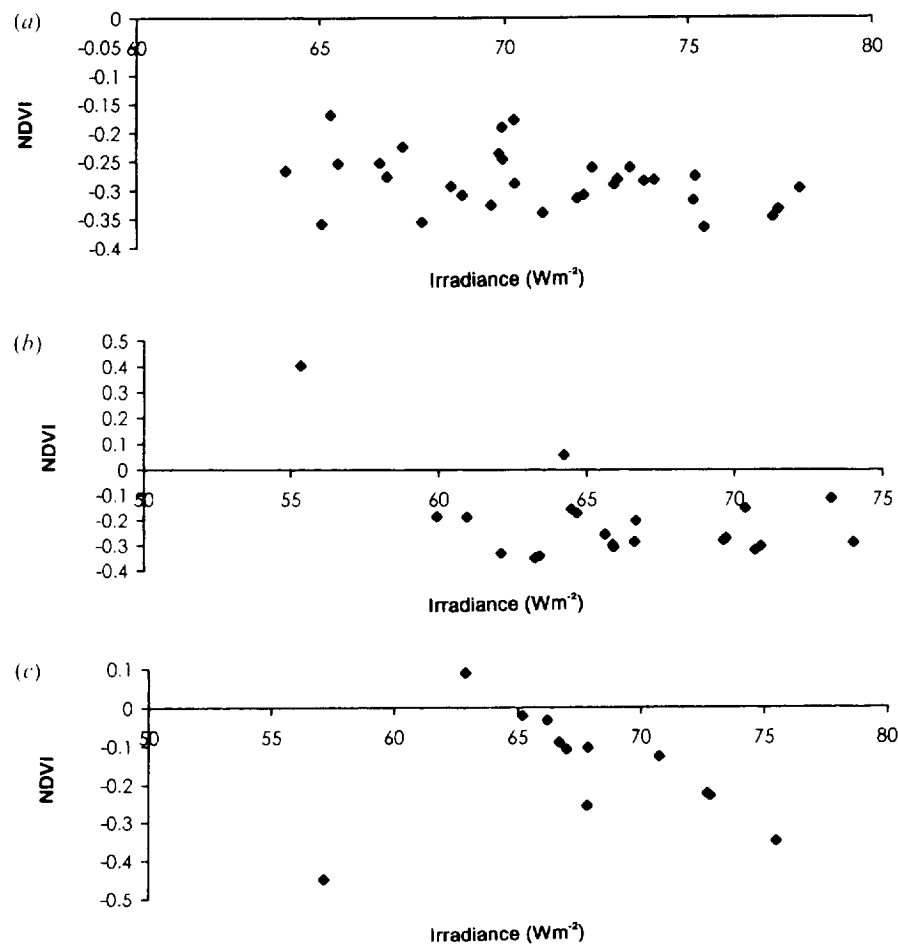 (a)
0
-0.05
-0.1
-0.15
-0.2
-0.25
-0.3
-0.35
-0.4
60 65 70 75 80
NDVI
Irradiance (Wm⁻²)
(b)
0.5
0.4
0.3
0.2
0.1
0
-0.1
-0.2
-0.3
-0.4
50 55 60 65 70 75
NDVI
Irradiance (Wm⁻²)
(c)
0.1
0
-0.1
-0.2
-0.3
-0.4
-0.5
50 55 60 65 70 75 80
NDVI
Irradiance (Wm⁻²)